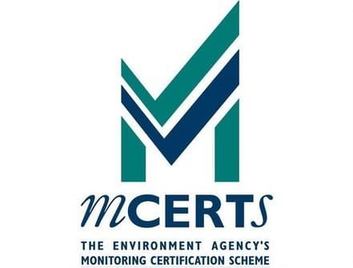 mCERTs
THE ENVIRONMENT AGENCY'S
MONITORING CERTIFICATION SCHEME